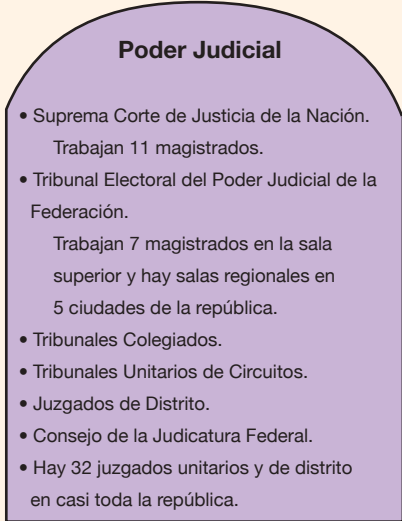 Poder Judicial
• Suprema Corte de Justicia de la Nación.
Trabajan 11 magistrados.
• Tribunal Electoral del Poder Judicial de la
Federación.
Trabajan 7 magistrados en la sala
superior y hay salas regionales en
5 ciudades de la república.
• Tribunales Colegiados.
• Tribunales Unitarios de Circuitos.
• Juzgados de Distrito.
• Consejo de la Judicatura Federal.
• Hay 32 juzgados unitarios y de distrito
en casi toda la república.